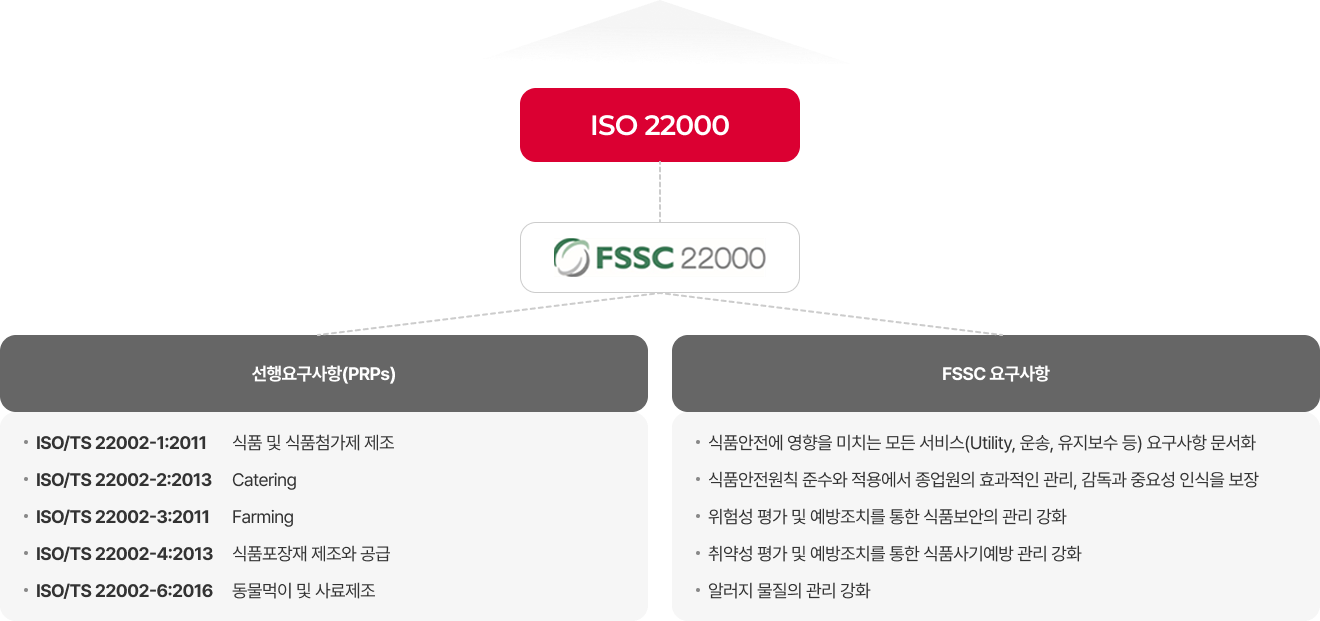 ISO 22000
FSSC 22000
선행요구사항(PRPs)
• ISO/TS 22002-1:2011 식품 및 식품첨가제 제조
• ISO/TS 22002-2:2013 Catering
• ISO/TS 22002-3:2011 Farming
• ISO/TS 22002-4:2013 식품포장재 제조와 공급
• ISO/TS 22002-6:2016 동물먹이 및 사료제조
FSSC 요구사항
• 식품안전에 영향을 미치는 모든 서비스(Utility, 운송, 유지보수 등) 요구사항 문서화
• 식품안전원칙 준수와 적용에서 종업원의 효과적인 관리, 감독과 중요성 인식을 보장
• 위험성 평가 및 예방조치를 통한 식품보안의 관리 강화
• 취약성 평가 및 예방조치를 통한 식품사기예방 관리 강화
• 알러지 물질의 관리 강화